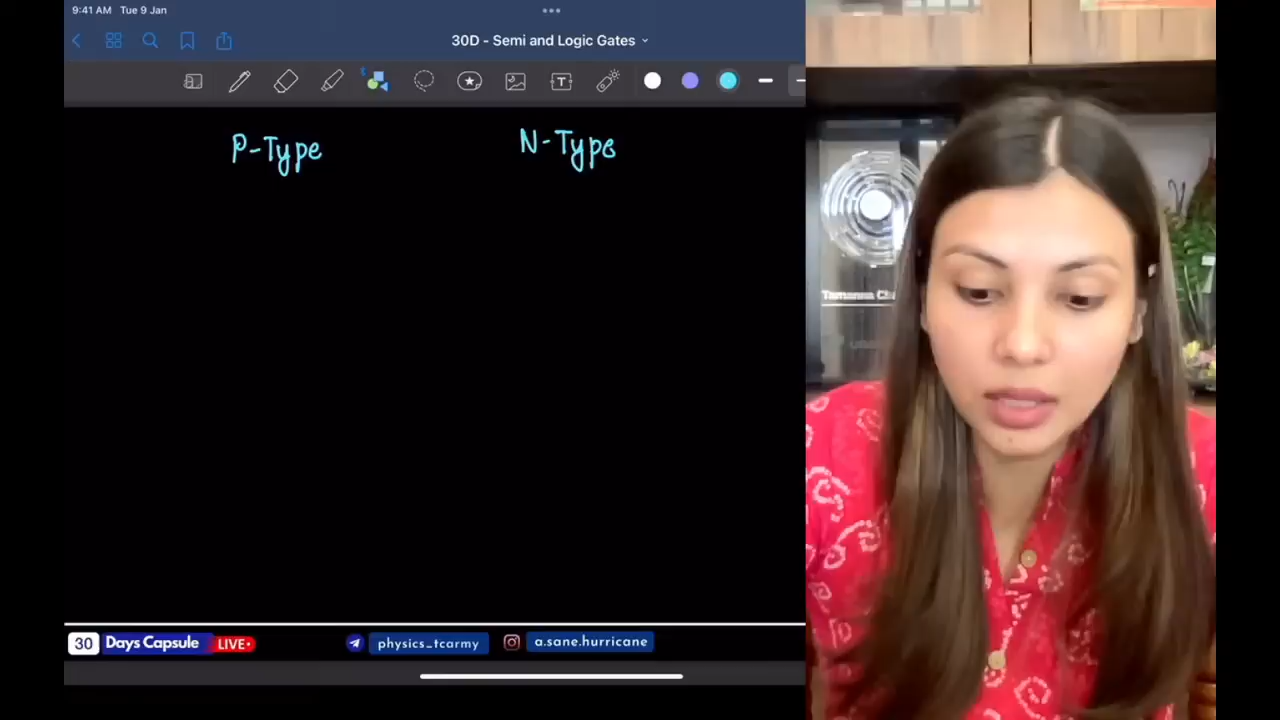 9:41 AM Tue 9 Jan
30D - Semi and Logic Gates
T
P-Type N-Type
30 Days Capsule LIVE
physics_tcarmy
a.sane.hurricane